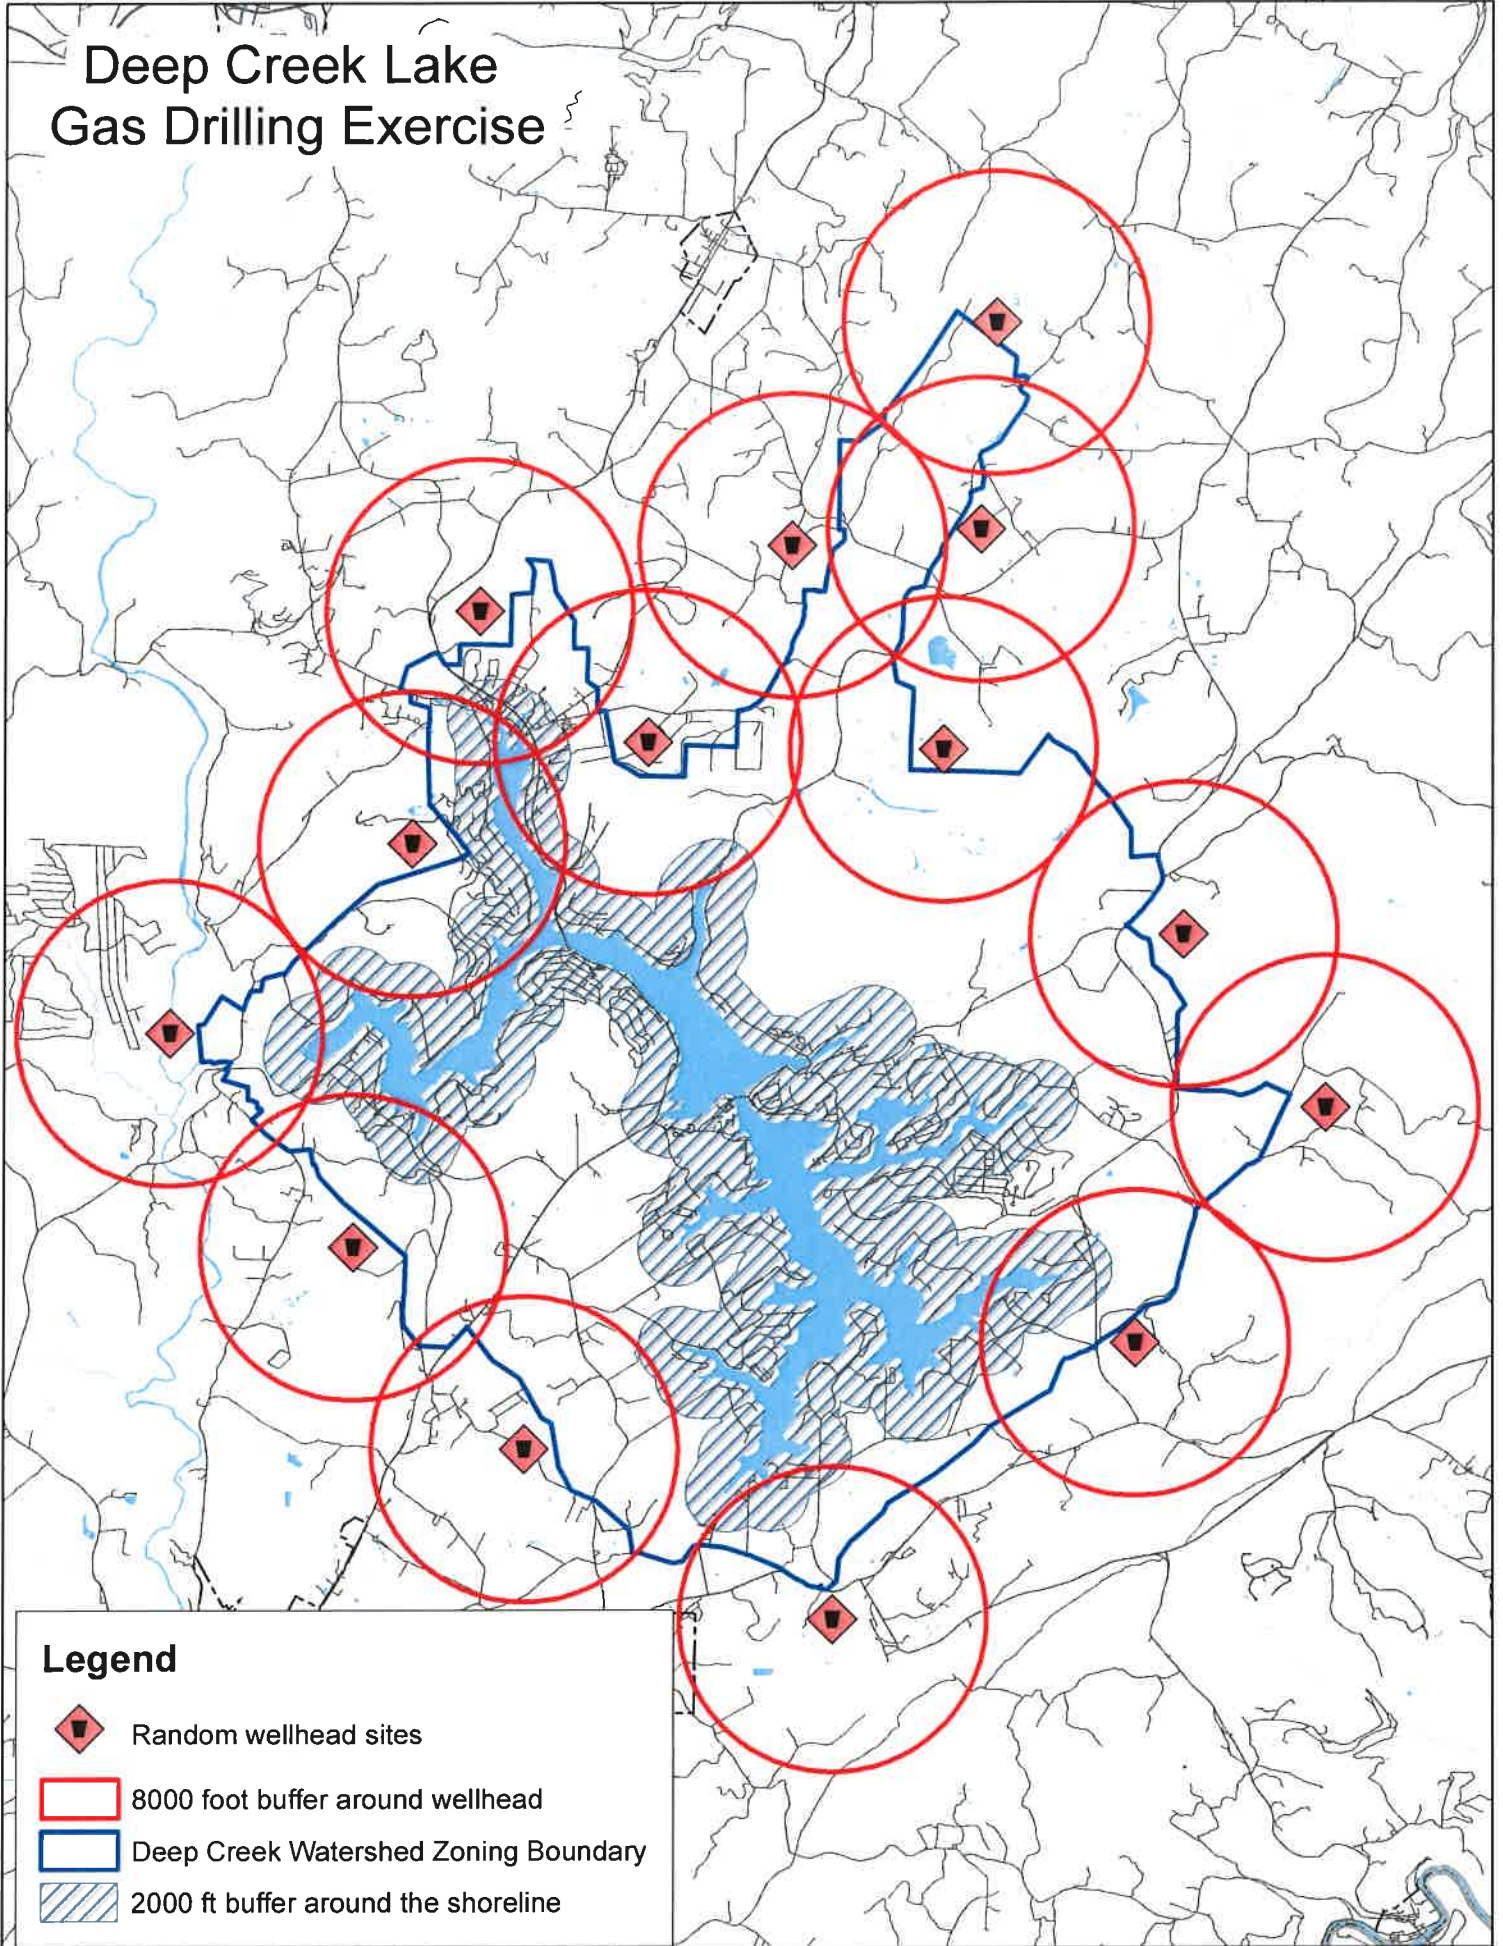 Deep Creek Lake
Gas Drilling Exercise
Legend
Random wellhead sites
8000 foot buffer around wellhead
Deep Creek Watershed Zoning Boundary
2000 ft buffer around the shoreline